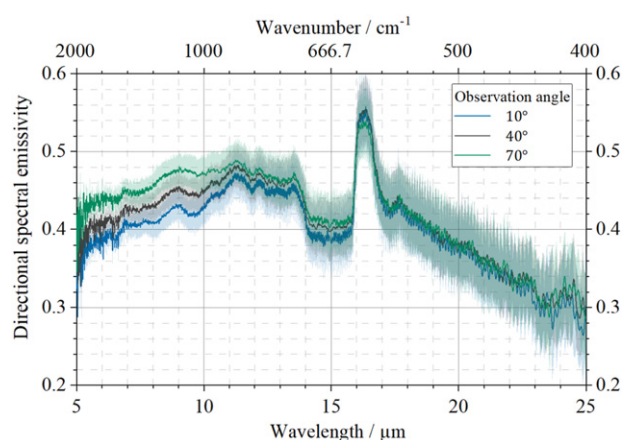 Wavenumber / cm⁻¹
2000 1000 666.7 500 400
0.6 0.6
Observation angle
10°
40°
70°
0.5 0.5
0.4 0.4
0.3 0.3
0.2 0.2
Directional spectral emissivity
5 10 15 20 25
Wavelength / µm